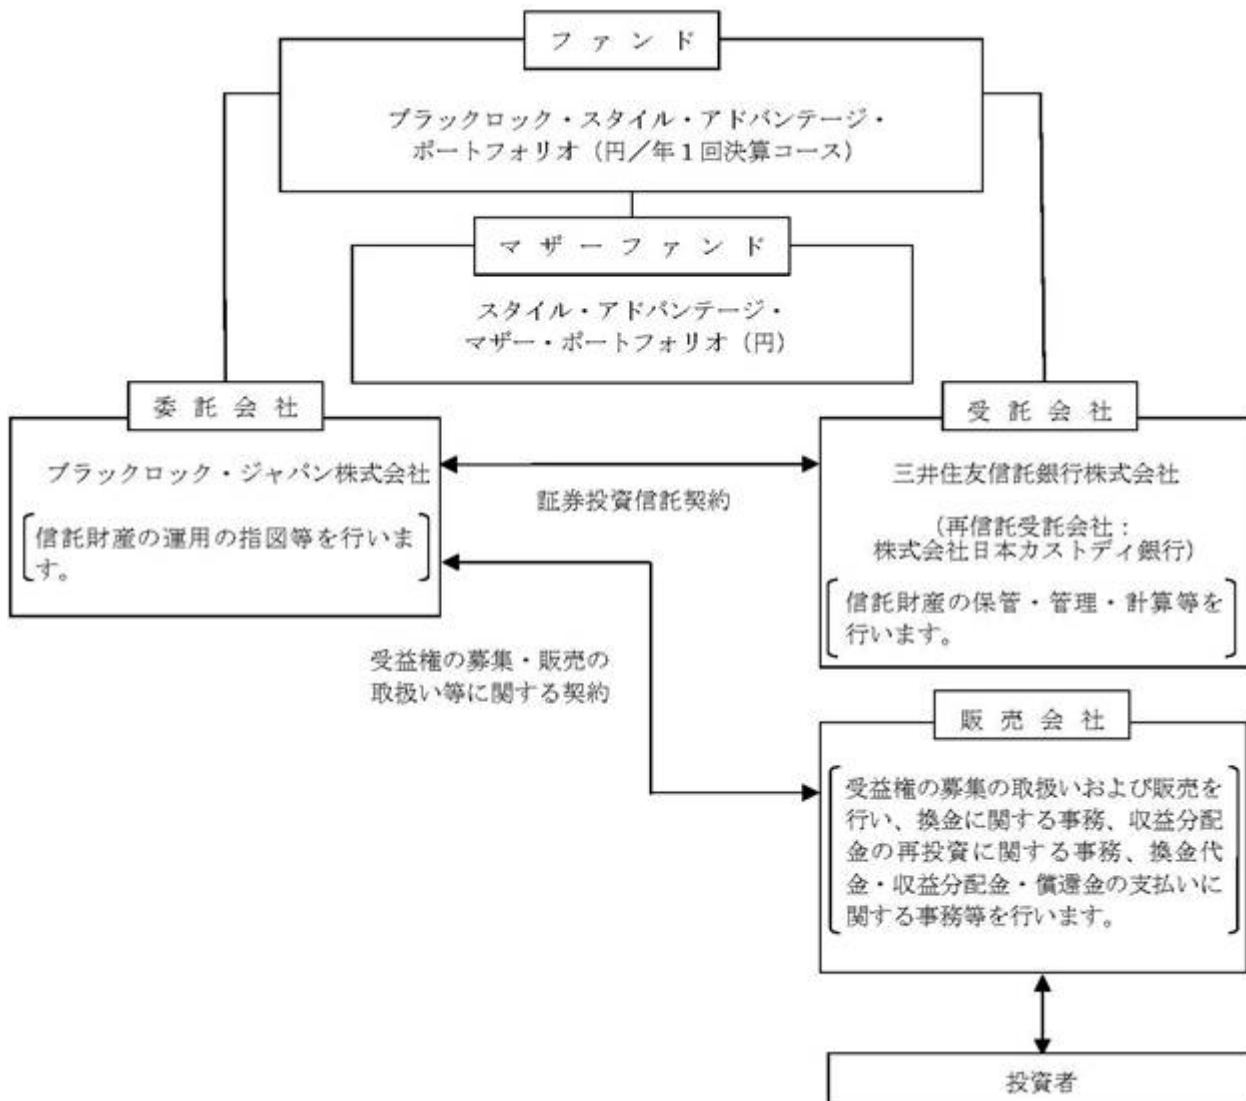 ファンド
ブラックロック・スタイル・アドバンテージ・
ポートフォリオ（円／年１回決算コース）
マザーファンド
スタイル・アドバンテージ・
マザー・ポートフォリオ（円）
委託会社
ブラックロック・ジャパン株式会社
信託財産の運用の指図等を行いま
す。
証券投資信託契約
受託会社
三井住友信託銀行株式会社
（再信託受託会社：
株式会社日本カストディ銀行）
信託財産の保管・管理・計算等を
行います。
受益権の募集・販売の
取扱い等に関する契約
販売会社
受益権の募集の取扱いおよび販売を
行い、換金に関する事務、収益分配
金の再投資に関する事務、換金代
金・収益分配金・償還金の支払いに
関する事務等を行います。
投資者